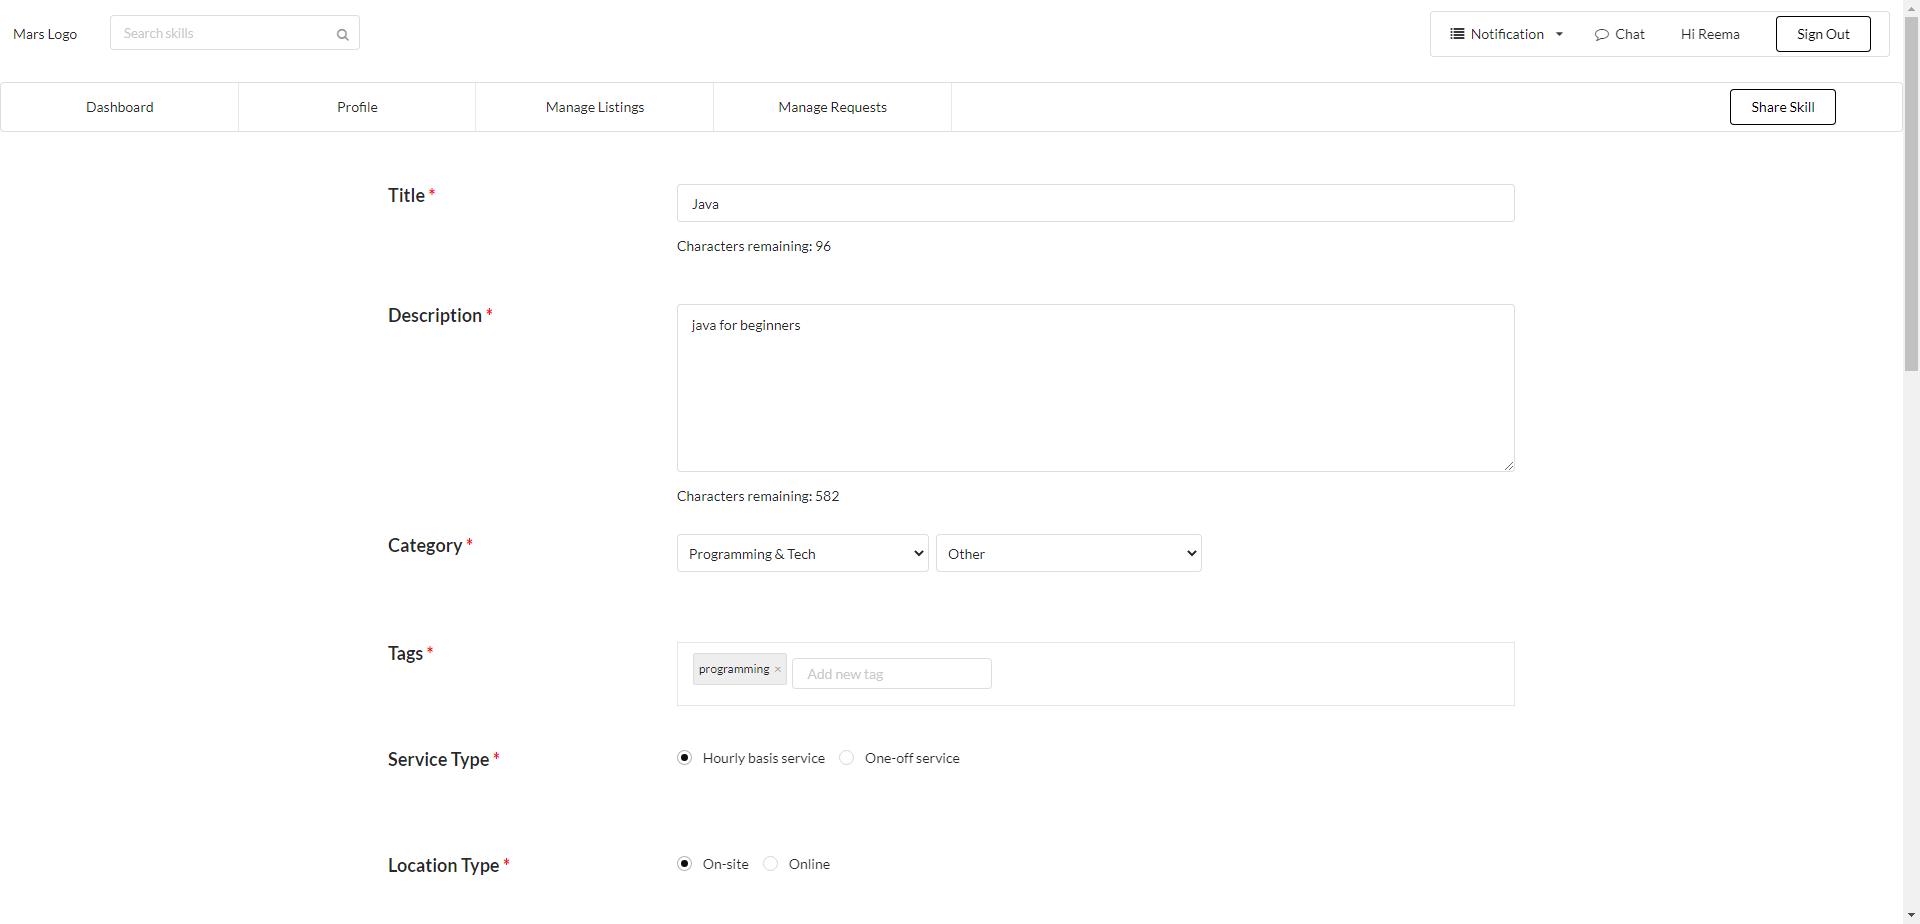 Mars Logo
Search skills
Notification
Chat
Hi Reema
Sign Out
Dashboard
Profile
Manage Listings
Manage Requests
Share Skill
Title *
Java
Characters remaining: 96
Description *
java for beginners
Characters remaining: 582
Category *
Programming & Tech
Other
Tags *
programming ×
Add new tag
Service Type *
Hourly basis service
One-off service
Location Type *
On-site
Online